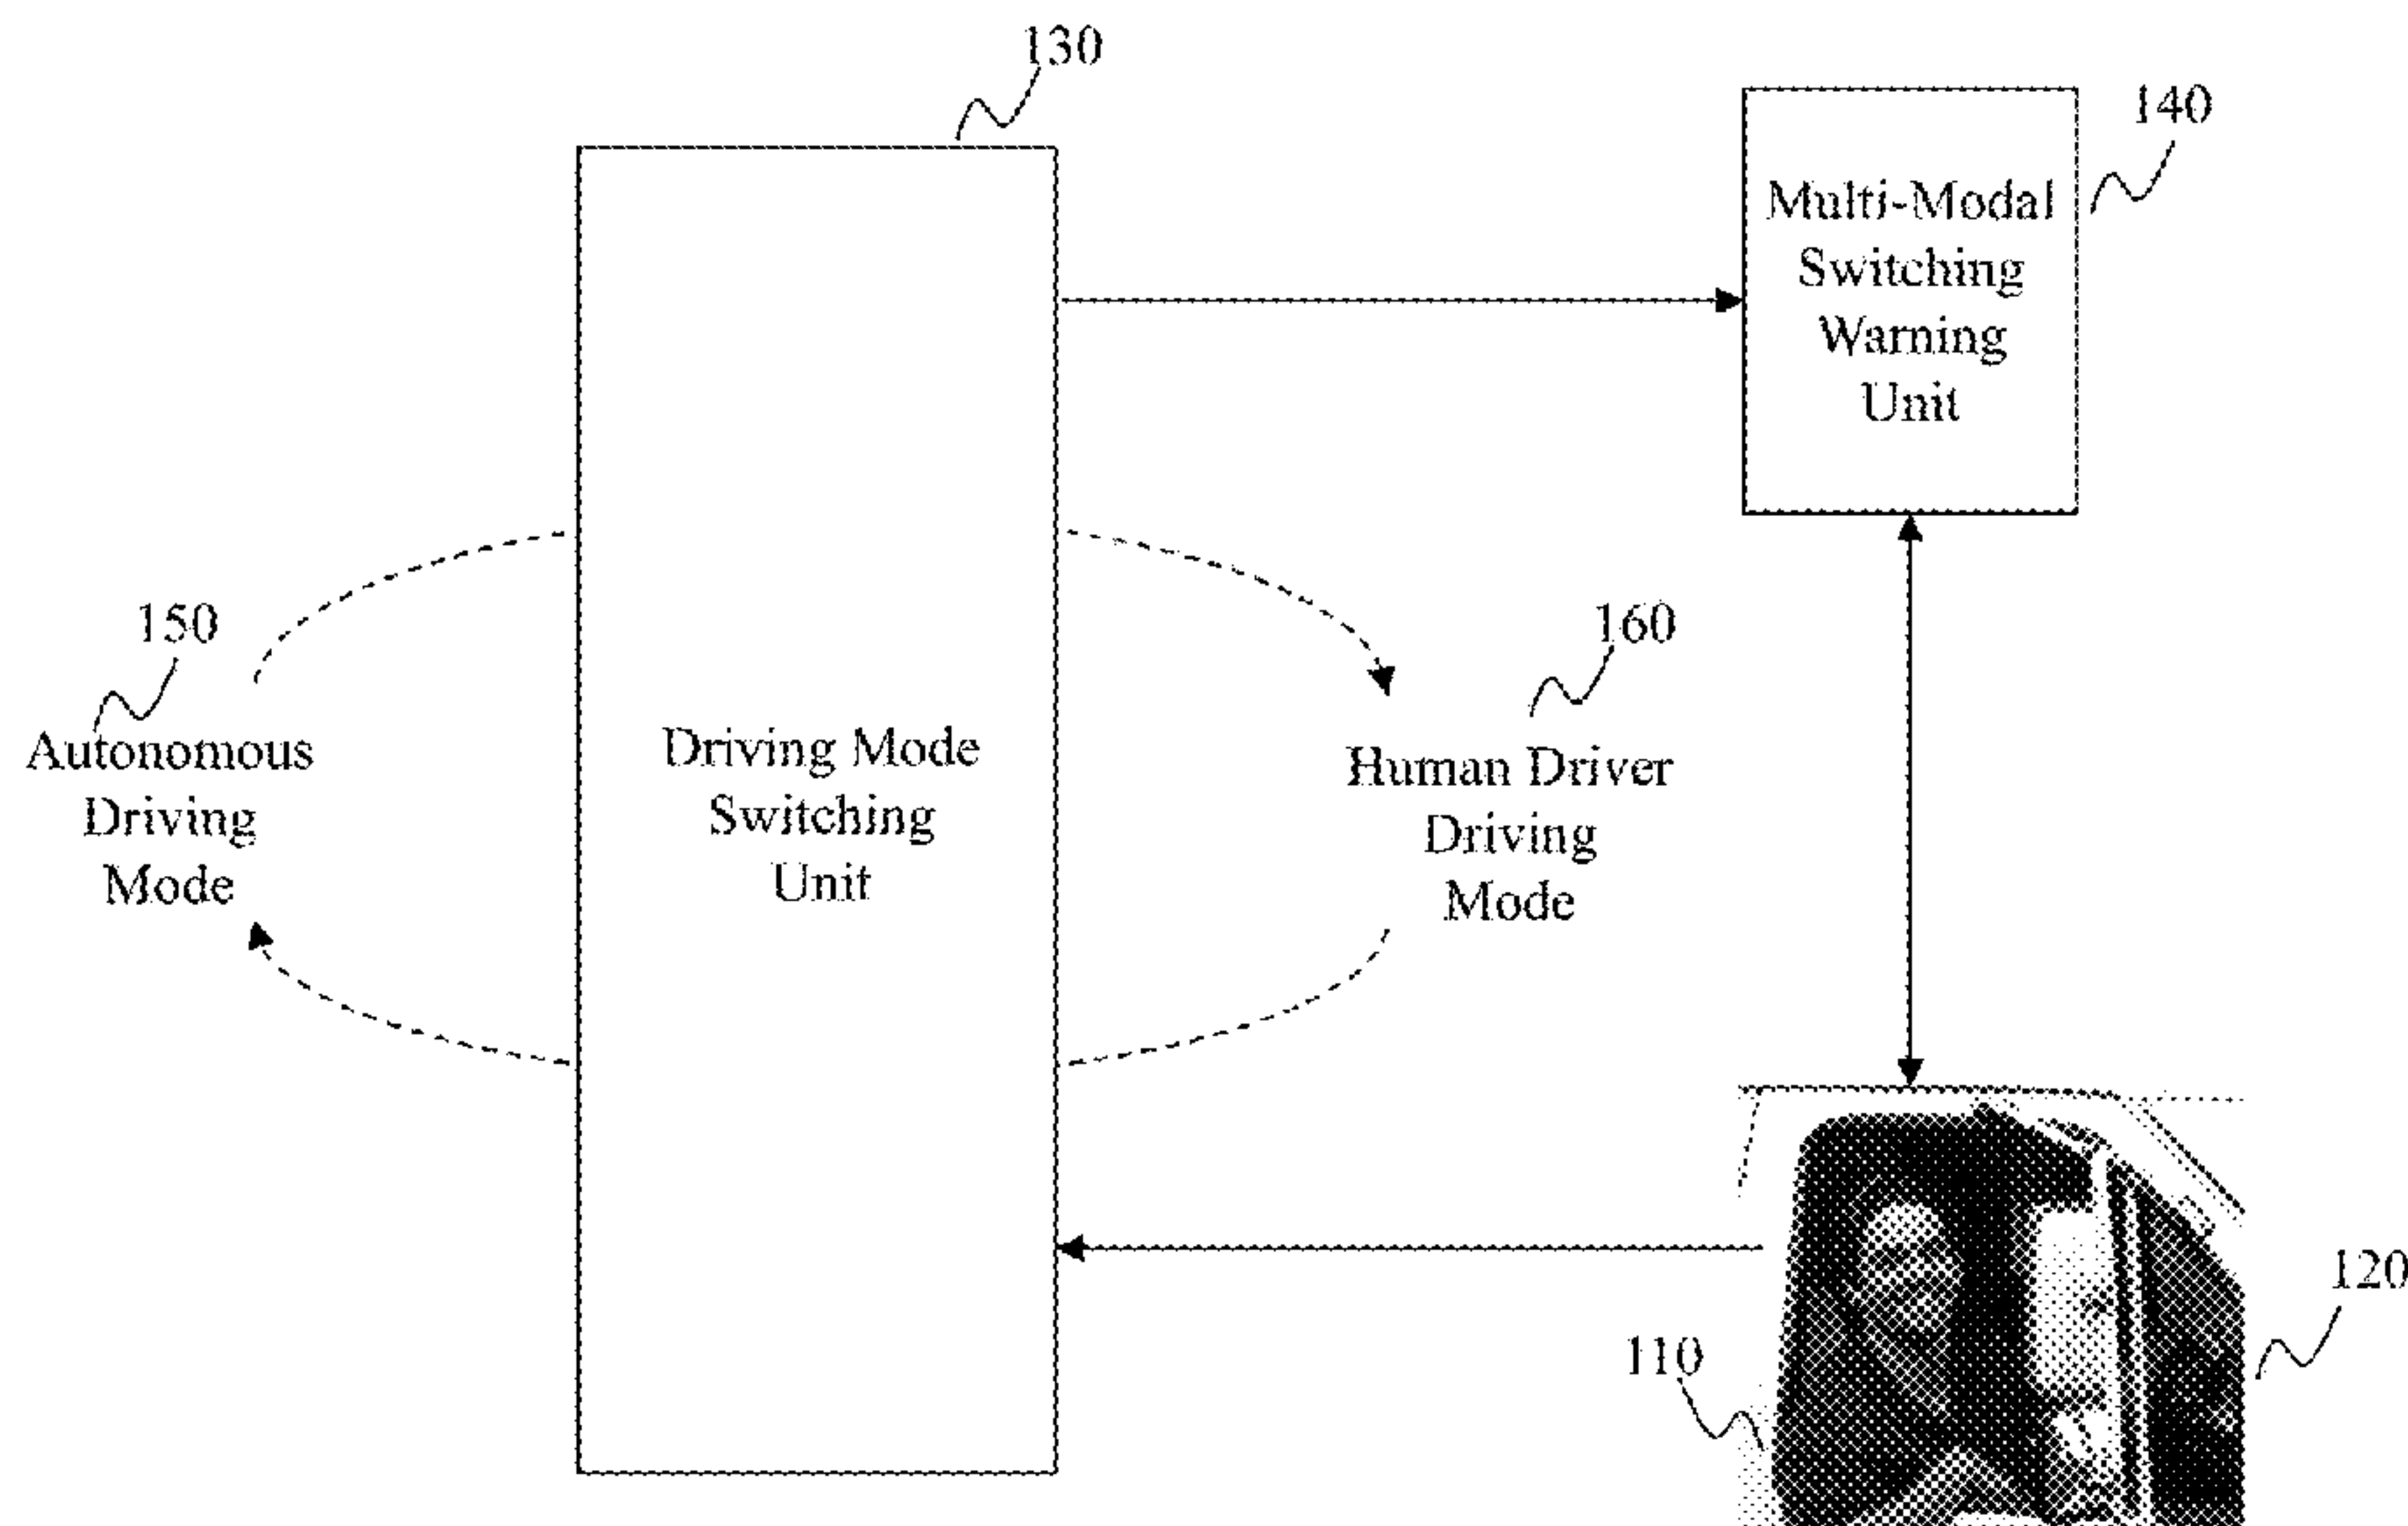 130
140
Multi-Modal
Switching
Warning
Unit
150
160
Autonomous
Driving
Mode
Driving Mode
Switching
Unit
Human Driver
Driving
Mode
120
110